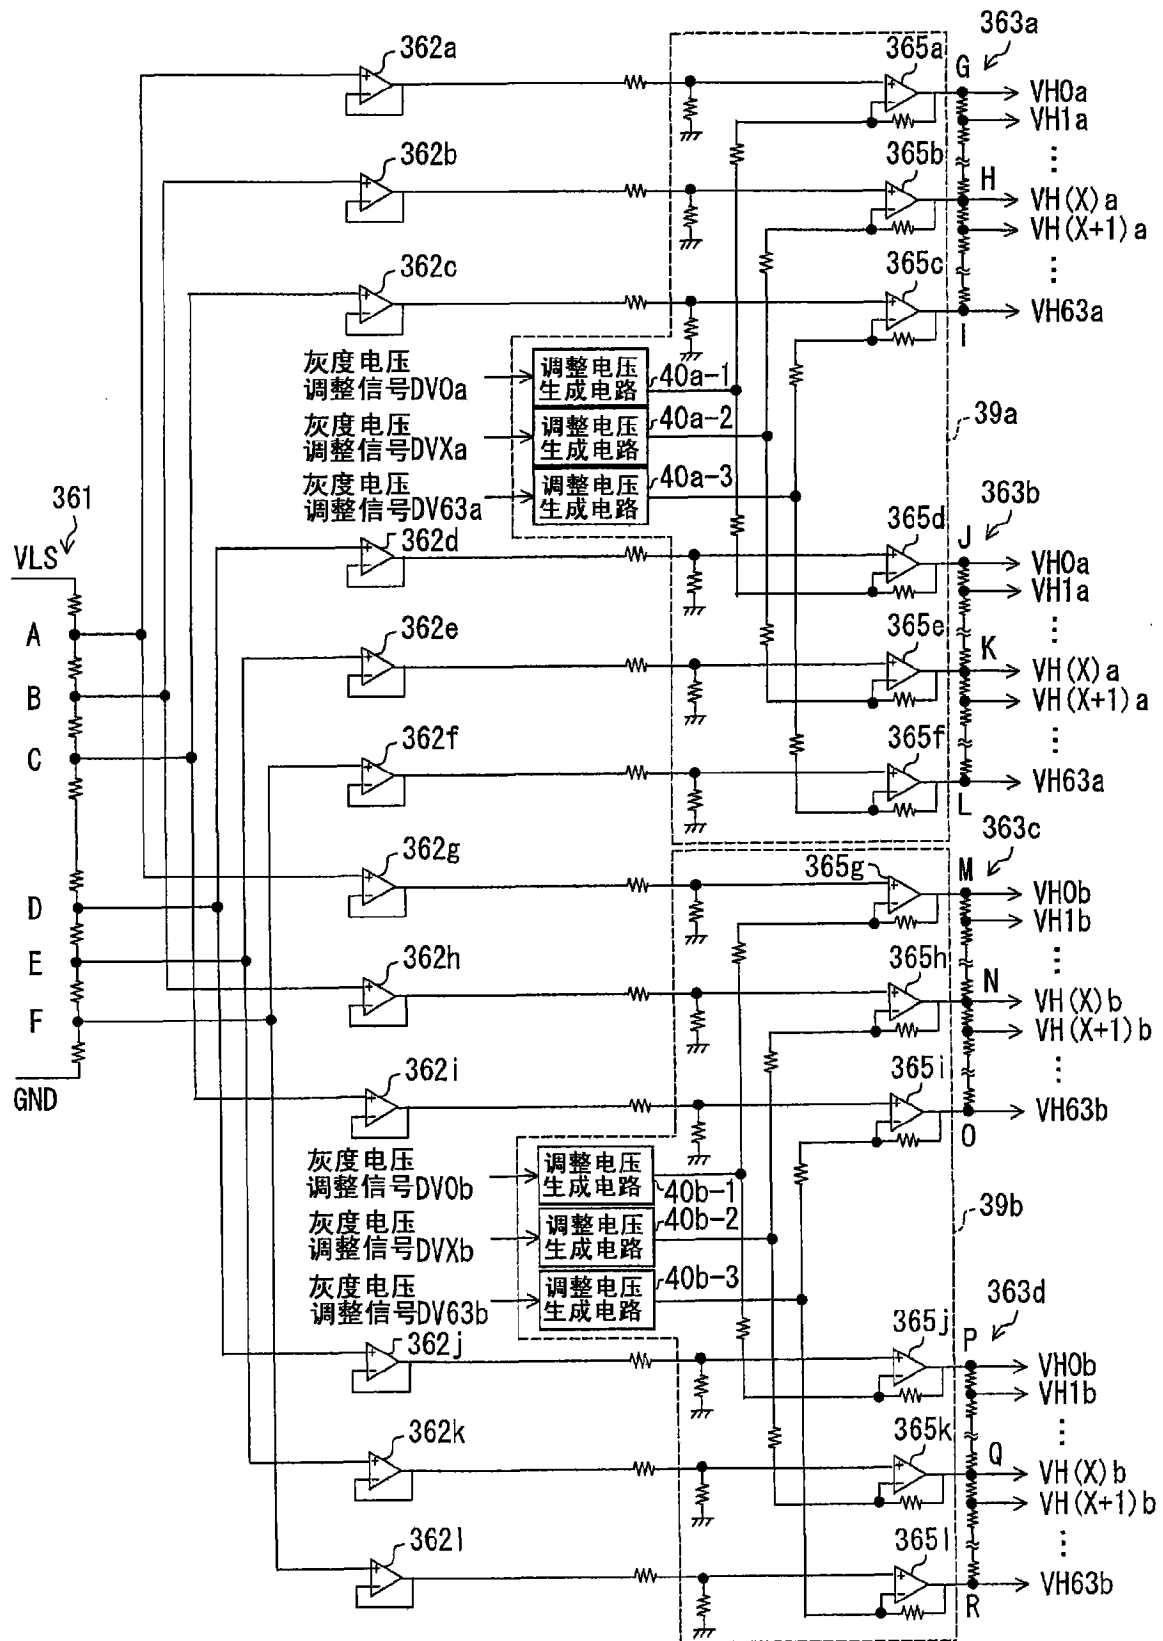 362a
365a
G
363a
VH0a
VH1a
362b
365b
H
VH(X)a
VH(X+1)a
362c
365c
VH63a
I
灰度电压
调整信号DV0a
调整电压
生成电路
40a-1
灰度电压
调整信号DVXa
调整电压
生成电路
40a-2
39a
灰度电压
调整信号DV63a
调整电压
生成电路
40a-3
361
VLS
362d
365d
J
363b
VH0a
VH1a
A
362e
365e
K
VH(X)a
VH(X+1)a
B
C
362f
365f
VH63a
L
362g
365g
M
363c
VH0b
VH1b
D
E
362h
365h
N
VH(X)b
VH(X+1)b
F
GND
362i
365i
VH63b
O
灰度电压
调整信号DV0b
调整电压
生成电路
40b-1
灰度电压
调整信号DVXb
调整电压
生成电路
40b-2
39b
灰度电压
调整信号DV63b
调整电压
生成电路
40b-3
362j
365j
P
363d
VH0b
VH1b
362k
365k
Q
VH(X)b
VH(X+1)b
362l
365l
VH63b
R